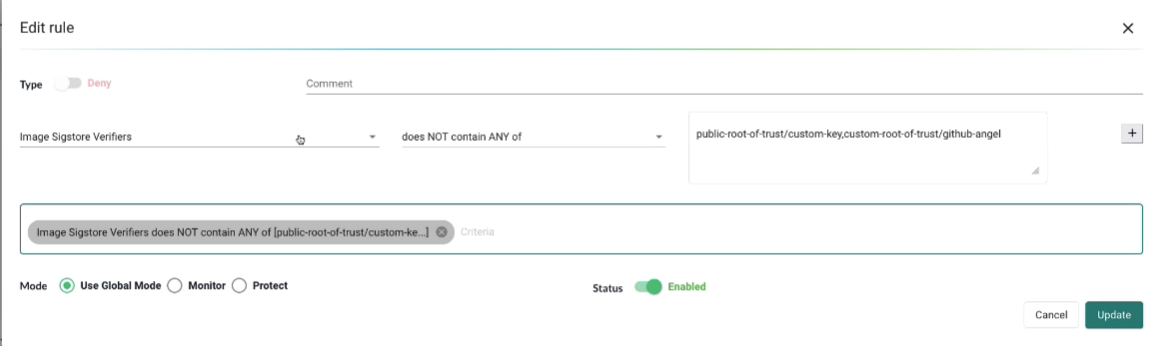 Edit rule
Type Deny Comment
Image Sigstore Verifiers does NOT contain ANY of public-root-of-trust/custom-key,custom-root-of-trust/github-angel +
Image Sigstore Verifiers does NOT contain ANY of [public-root-of-trust/custom-ke...] Criteria
Mode Use Global Mode Monitor Protect Status Enabled
Cancel Update